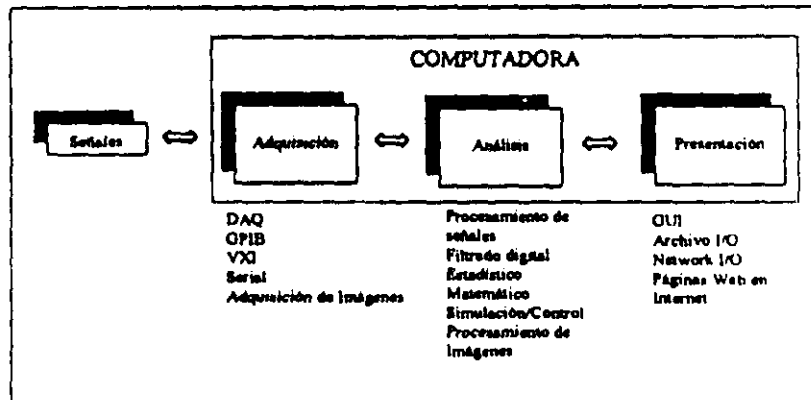 COMPUTADORA
Señales
Adquisición
Análisis
Presentación
DAQ
GPIB
VXI
Serial
Adquisición de Imágenes
Procesamiento de
señales
Filtrado digital
Estadístico
Matemático
Simulación/Control
Procesamiento de
Imágenes
GUI
Archivo I/O
Network I/O
Páginas Web en
Internet